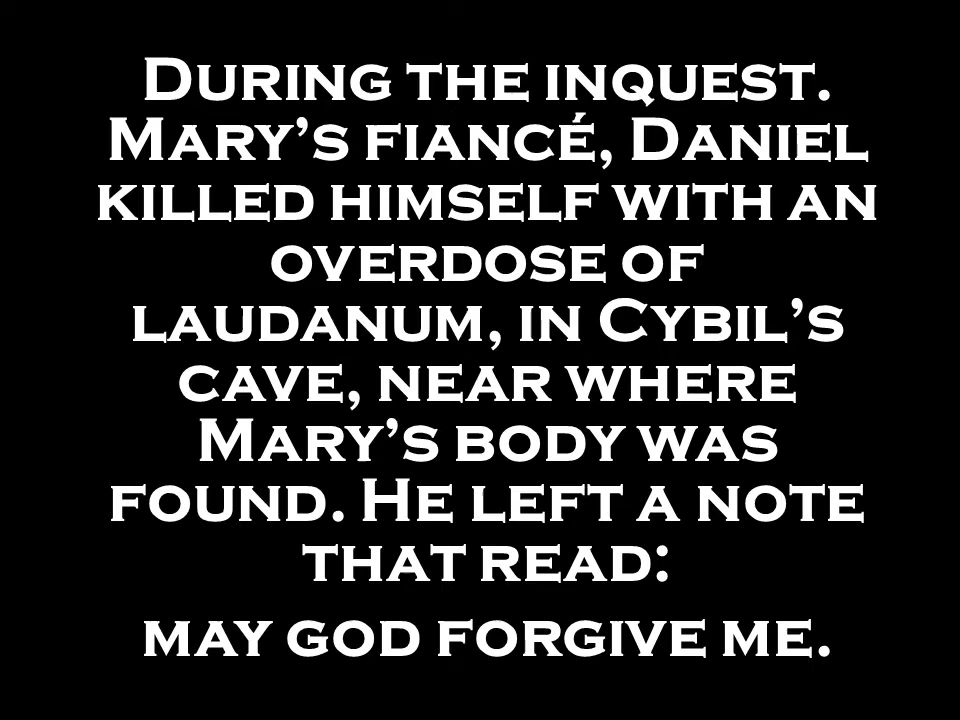 During the inquest.
Mary’s fiancé, Daniel
killed himself with an
overdose of
laudanum, in Cybil’s
cave, near where
Mary’s body was
found. He left a note
that read:
may god forgive me.